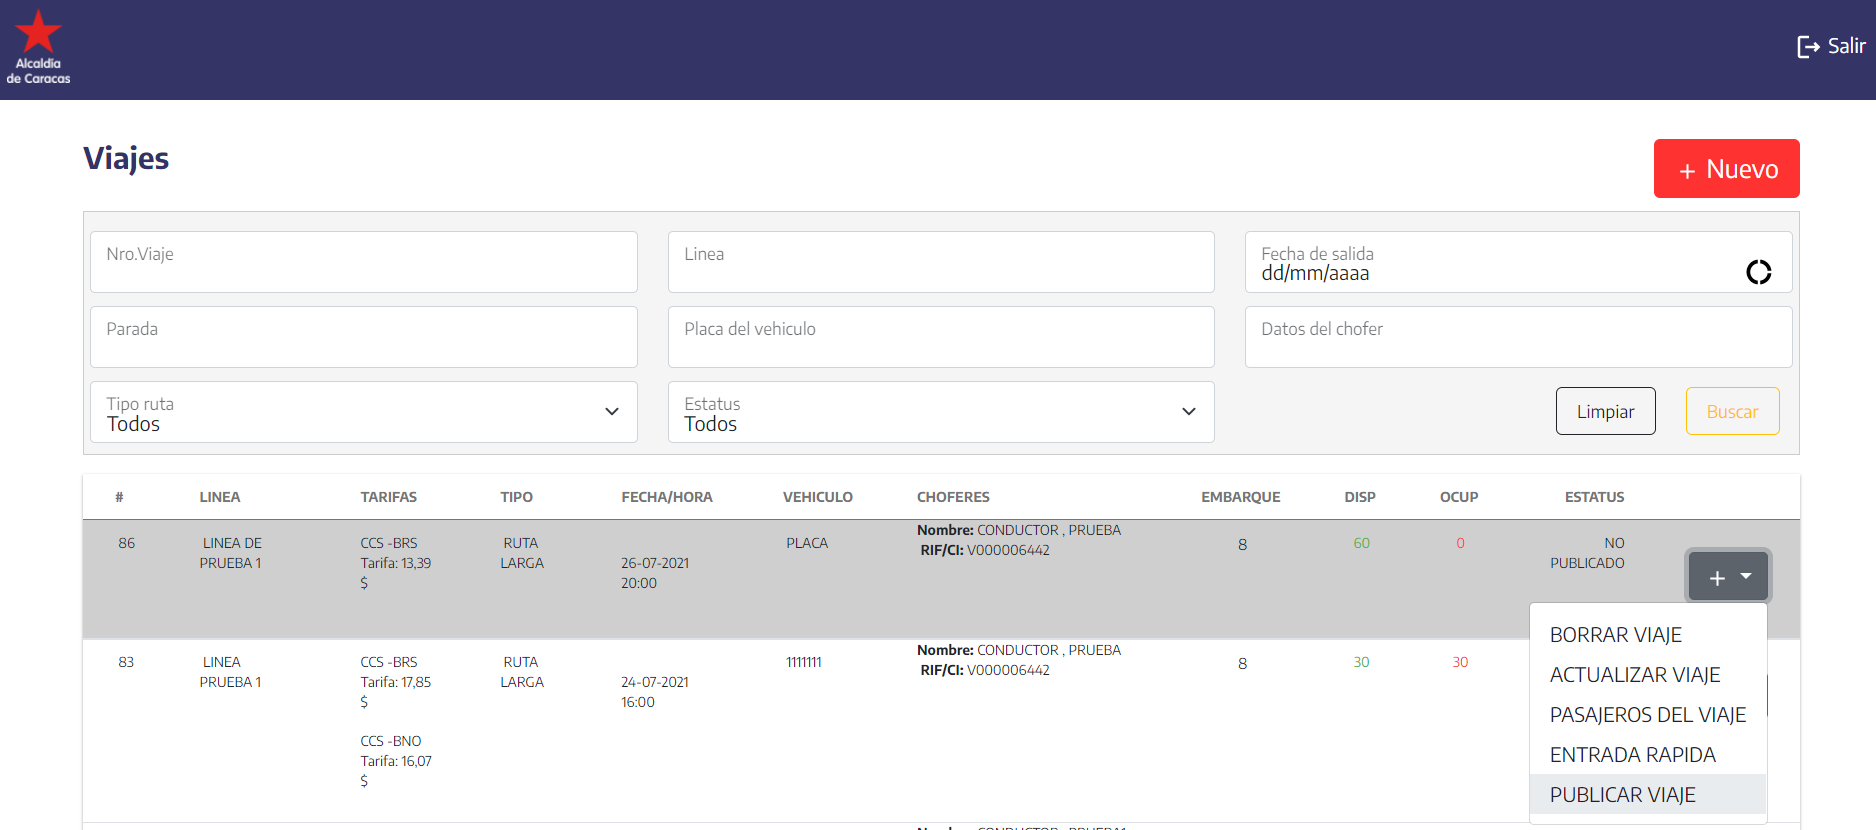 Alcaldía
de Caracas
Salir
Viajes
+ Nuevo
Nro.Viaje
Linea
Fecha de salida
dd/mm/aaaa
Parada
Placa del vehiculo
Datos del chofer
Tipo ruta
Todos
Estatus
Todos
Limpiar
Buscar
# LINEA TARIFAS TIPO FECHA/HORA VEHICULO CHOFERES EMBARQUE DISP OCUP ESTATUS
86
LINEA DE
PRUEBA 1
CCS -BRS
Tarifa: 13,39
$
RUTA
LARGA
26-07-2021
20:00
PLACA
Nombre: CONDUCTOR , PRUEBA
RIF/CI: V000006442
8
60
0
NO
PUBLICADO
+
BORRAR VIAJE
ACTUALIZAR VIAJE
PASAJEROS DEL VIAJE
ENTRADA RAPIDA
PUBLICAR VIAJE
83
LINEA
PRUEBA 1
CCS -BRS
Tarifa: 17,85
$
CCS -BNO
Tarifa: 16,07
$
RUTA
LARGA
24-07-2021
16:00
1111111
Nombre: CONDUCTOR , PRUEBA
RIF/CI: V000006442
8
30
30